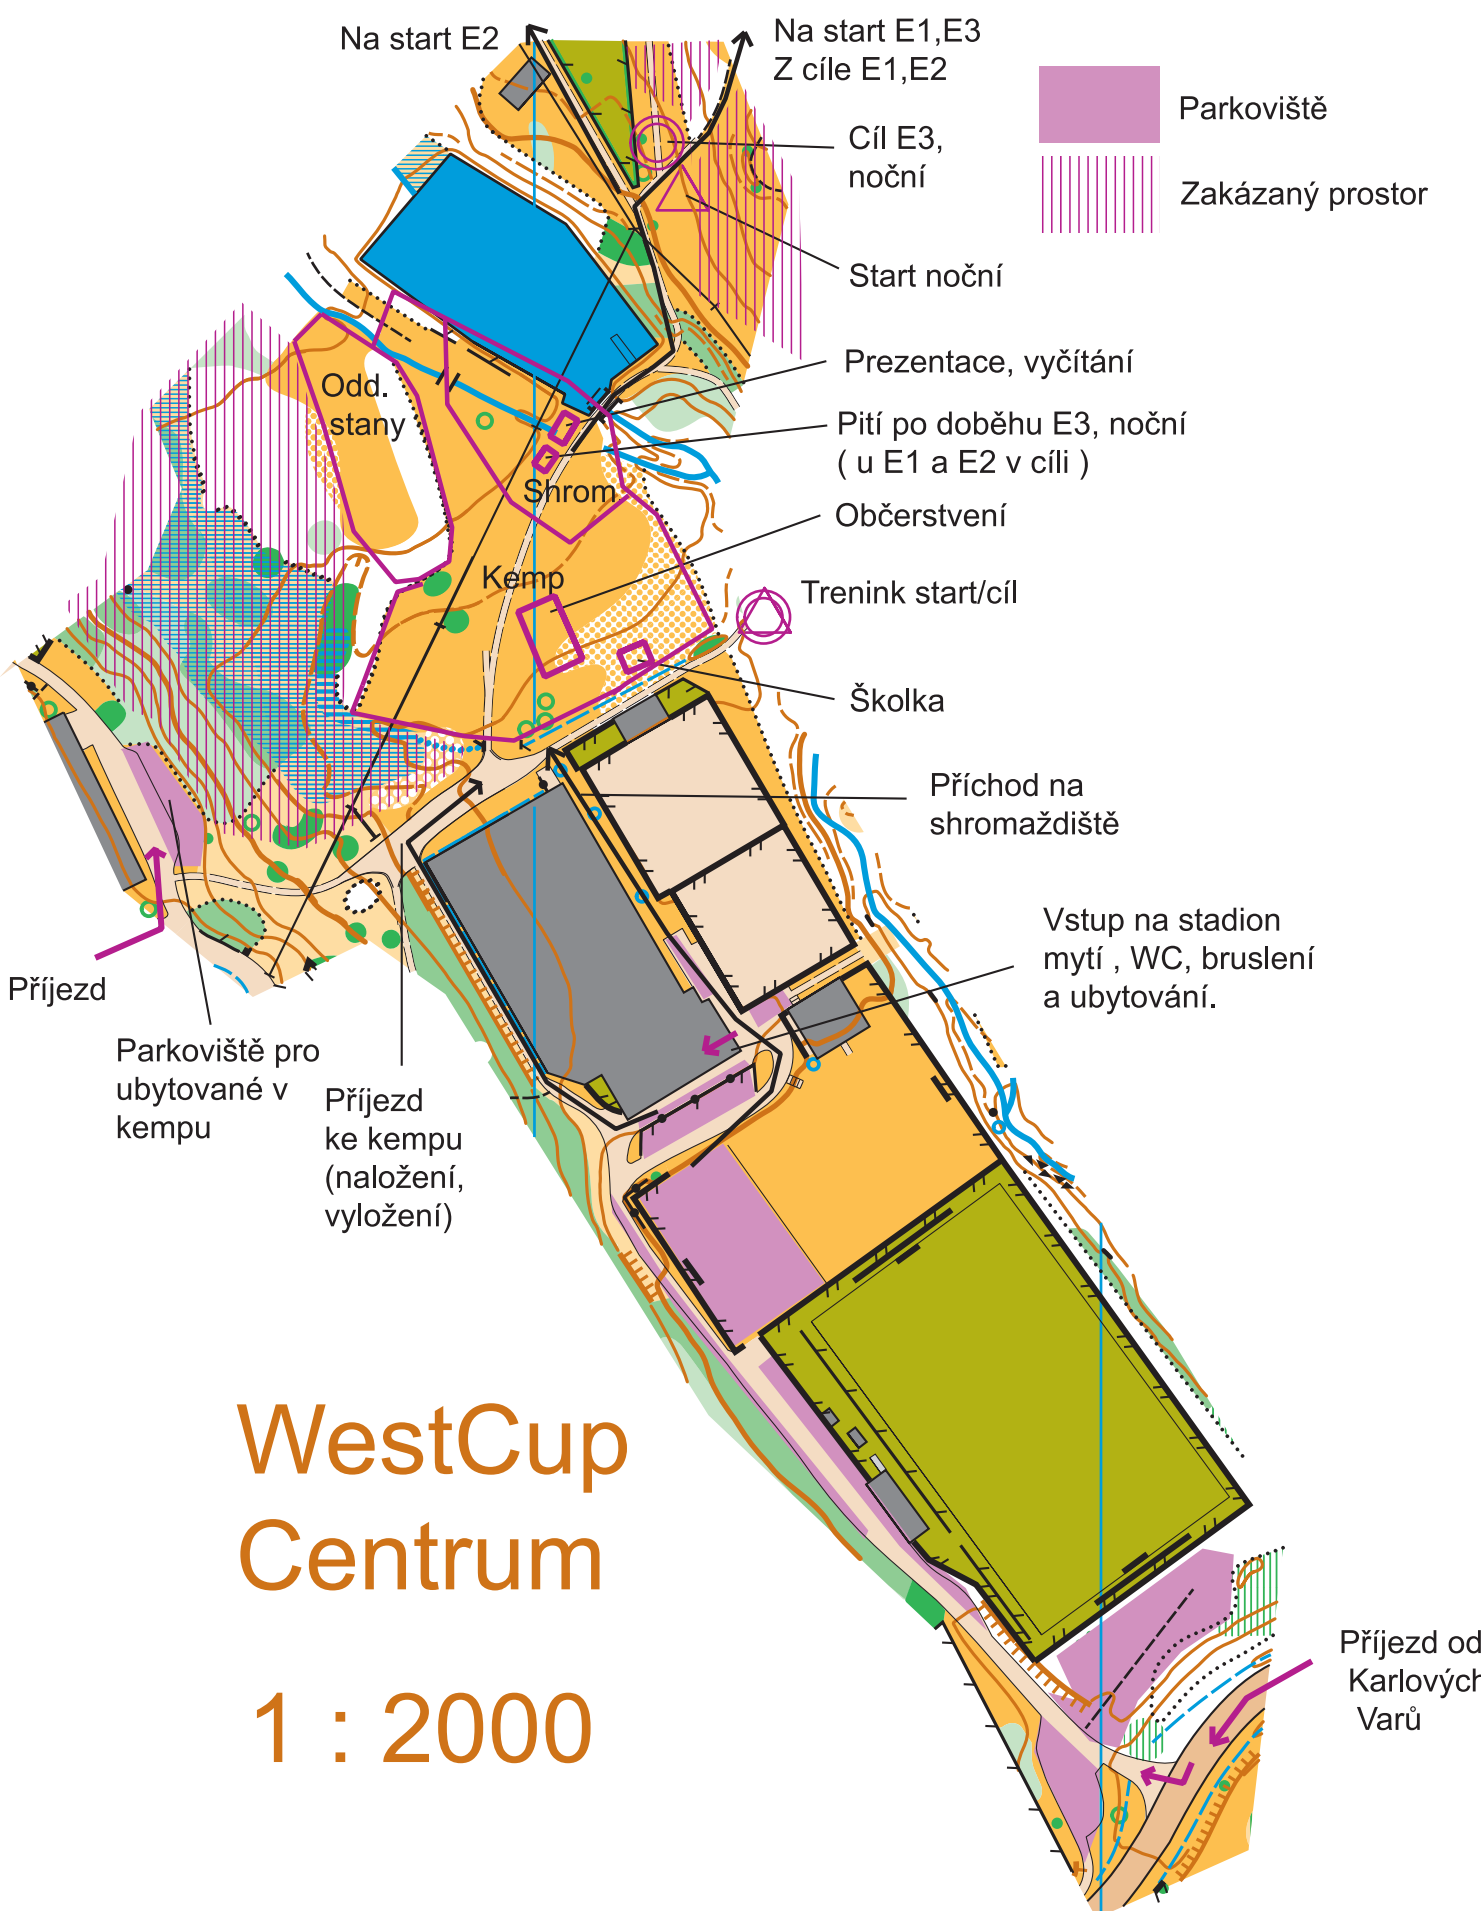 Na start E2
Na start E1,E3
Z cíle E1,E2
Parkoviště
Cíl E3,
noční
Zakázaný prostor
Start noční
Prezentace, vyčítání
Odd.
stany
Pití po doběhu E3, noční
( u E1 a E2 v cíli )
Shrom.
Občerstvení
Kemp
Trenink start/cíl
Školka
Příchod na
shromaždiště
Vstup na stadion
mytí , WC, bruslení
a ubytování.
Příjezd
Parkoviště pro
ubytované v
kempu
Příjezd
ke kempu
(naložení,
vyložení)
WestCup
Centrum
1 : 2000
Příjezd od
Karlových
Varů